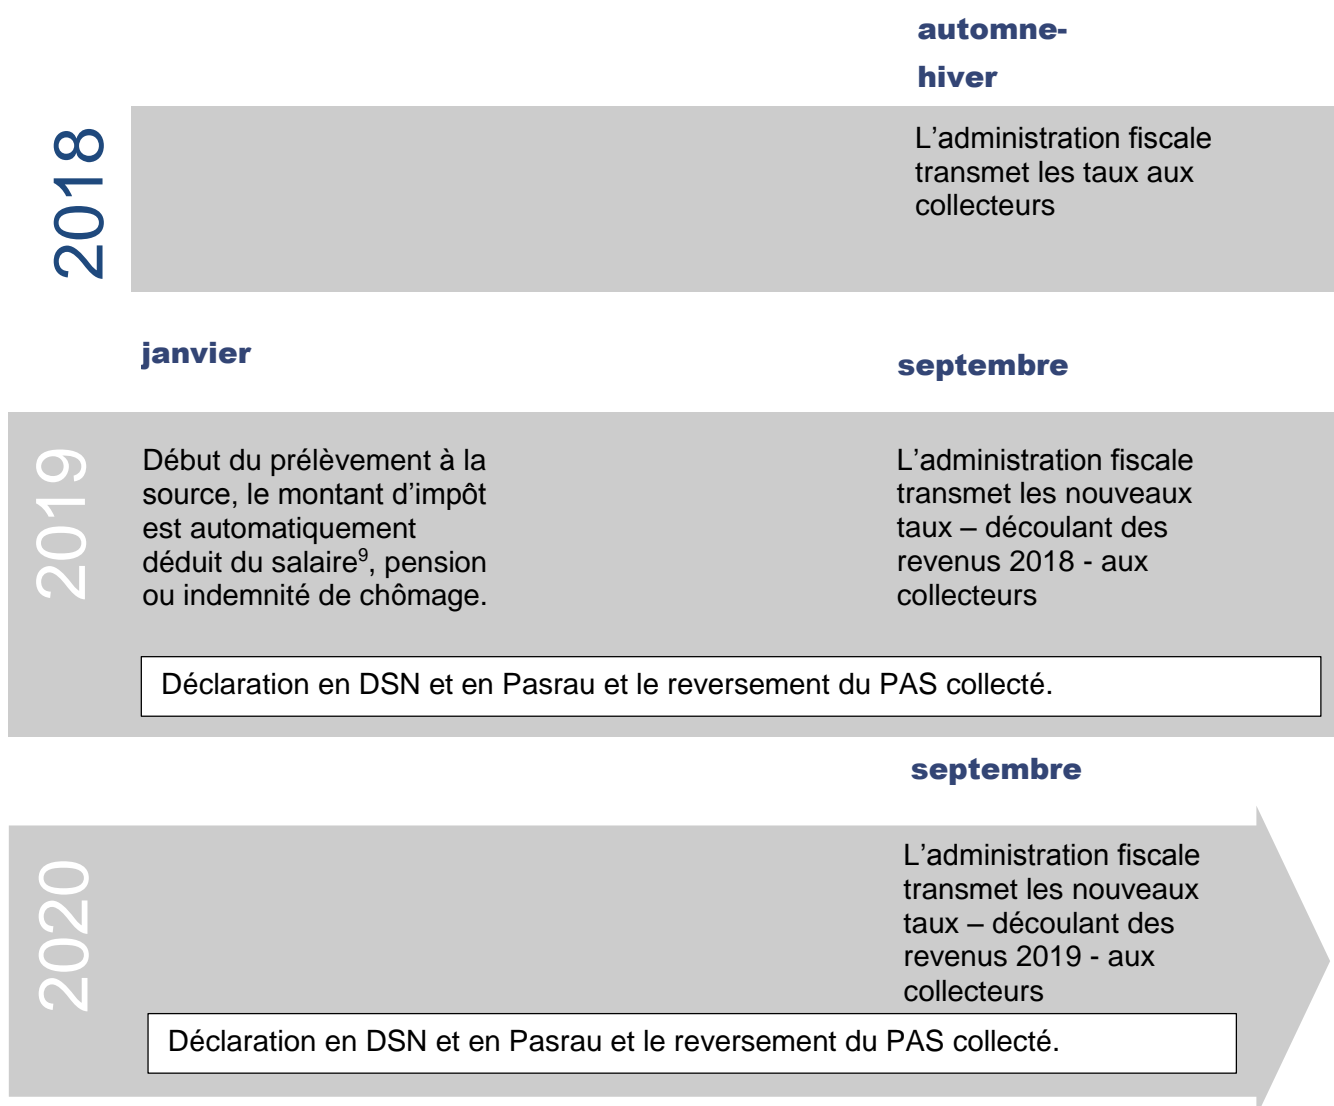 automne-
hiver
2018
L’administration fiscale
transmet les taux aux
collecteurs
janvier
septembre
2019
Début du prélèvement à la
source, le montant d’impôt
est automatiquement
déduit du salaire⁹, pension
ou indemnité de chômage.
L’administration fiscale
transmet les nouveaux
taux – découlant des
revenus 2018 - aux
collecteurs
Déclaration en DSN et en Pasrau et le reversement du PAS collecté.
septembre
2020
L’administration fiscale
transmet les nouveaux
taux – découlant des
revenus 2019 - aux
collecteurs
Déclaration en DSN et en Pasrau et le reversement du PAS collecté.